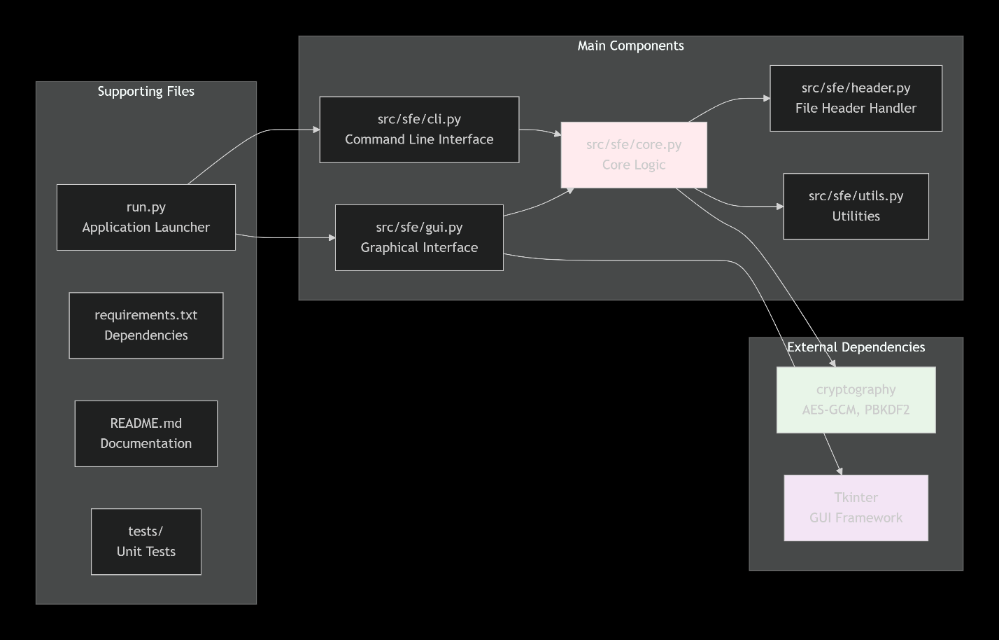 Supporting Files
run.py
Application Launcher
requirements.txt
Dependencies
README.md
Documentation
tests/
Unit Tests
Main Components
src/sfe/cli.py
Command Line Interface
src/sfe/gui.py
Graphical Interface
src/sfe/core.py
Core Logic
src/sfe/header.py
File Header Handler
src/sfe/utils.py
Utilities
External Dependencies
cryptography
AES-GCM, PBKDF2
Tkinter
GUI Framework